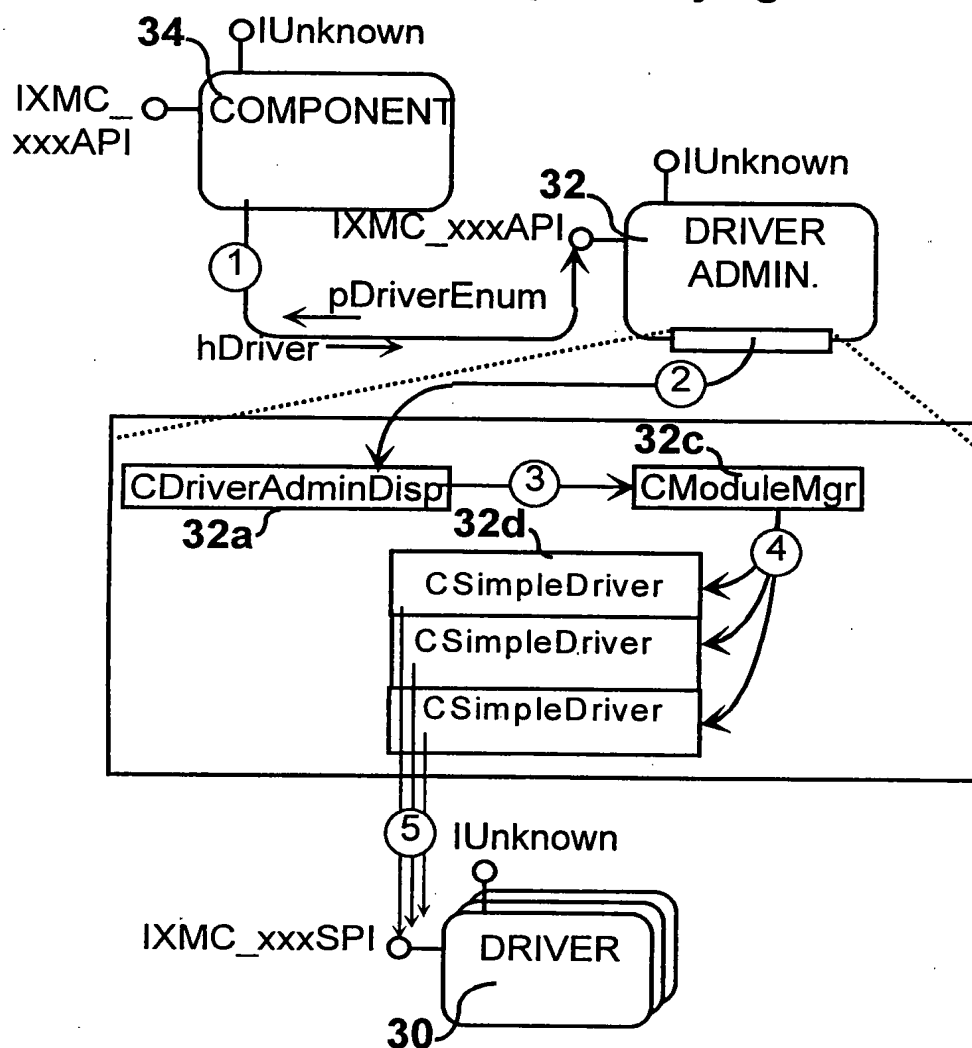 34
IUnknown
IXMC_
xxxAPI
COMPONENT
IUnknown
32
IXMC_xxxAPI
DRIVER
ADMIN.
1
pDriverEnum
hDriver
2
32c
CDriverAdminDisp
3
CModuleMgr
32a
32d
4
CSimpleDriver
CSimpleDriver
CSimpleDriver
5
IUnknown
IXMC_xxxSPI
DRIVER
30